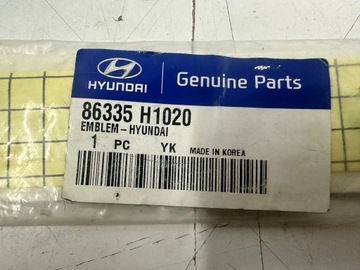 HYUNDAI
Genuine Parts
86335 H1020
EMBLEM-HYUNDAI
1 PC YK MADE IN KOREA